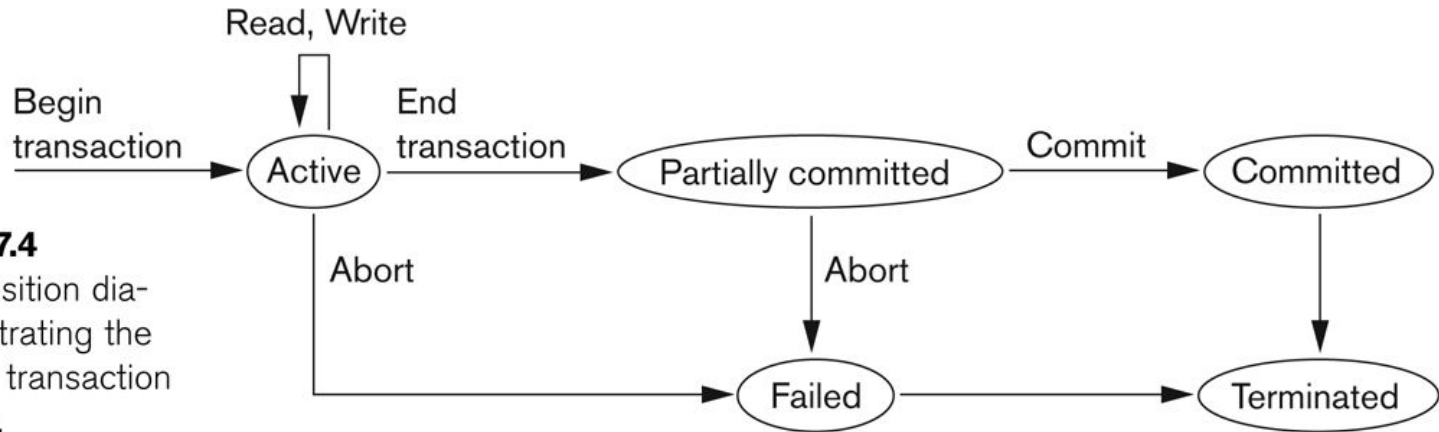 Read, Write
Begin
transaction
End
transaction
Active
Partially committed
Commit
Committed
7.4
sition dia-
trating the
transaction
Abort
Abort
Failed
Terminated